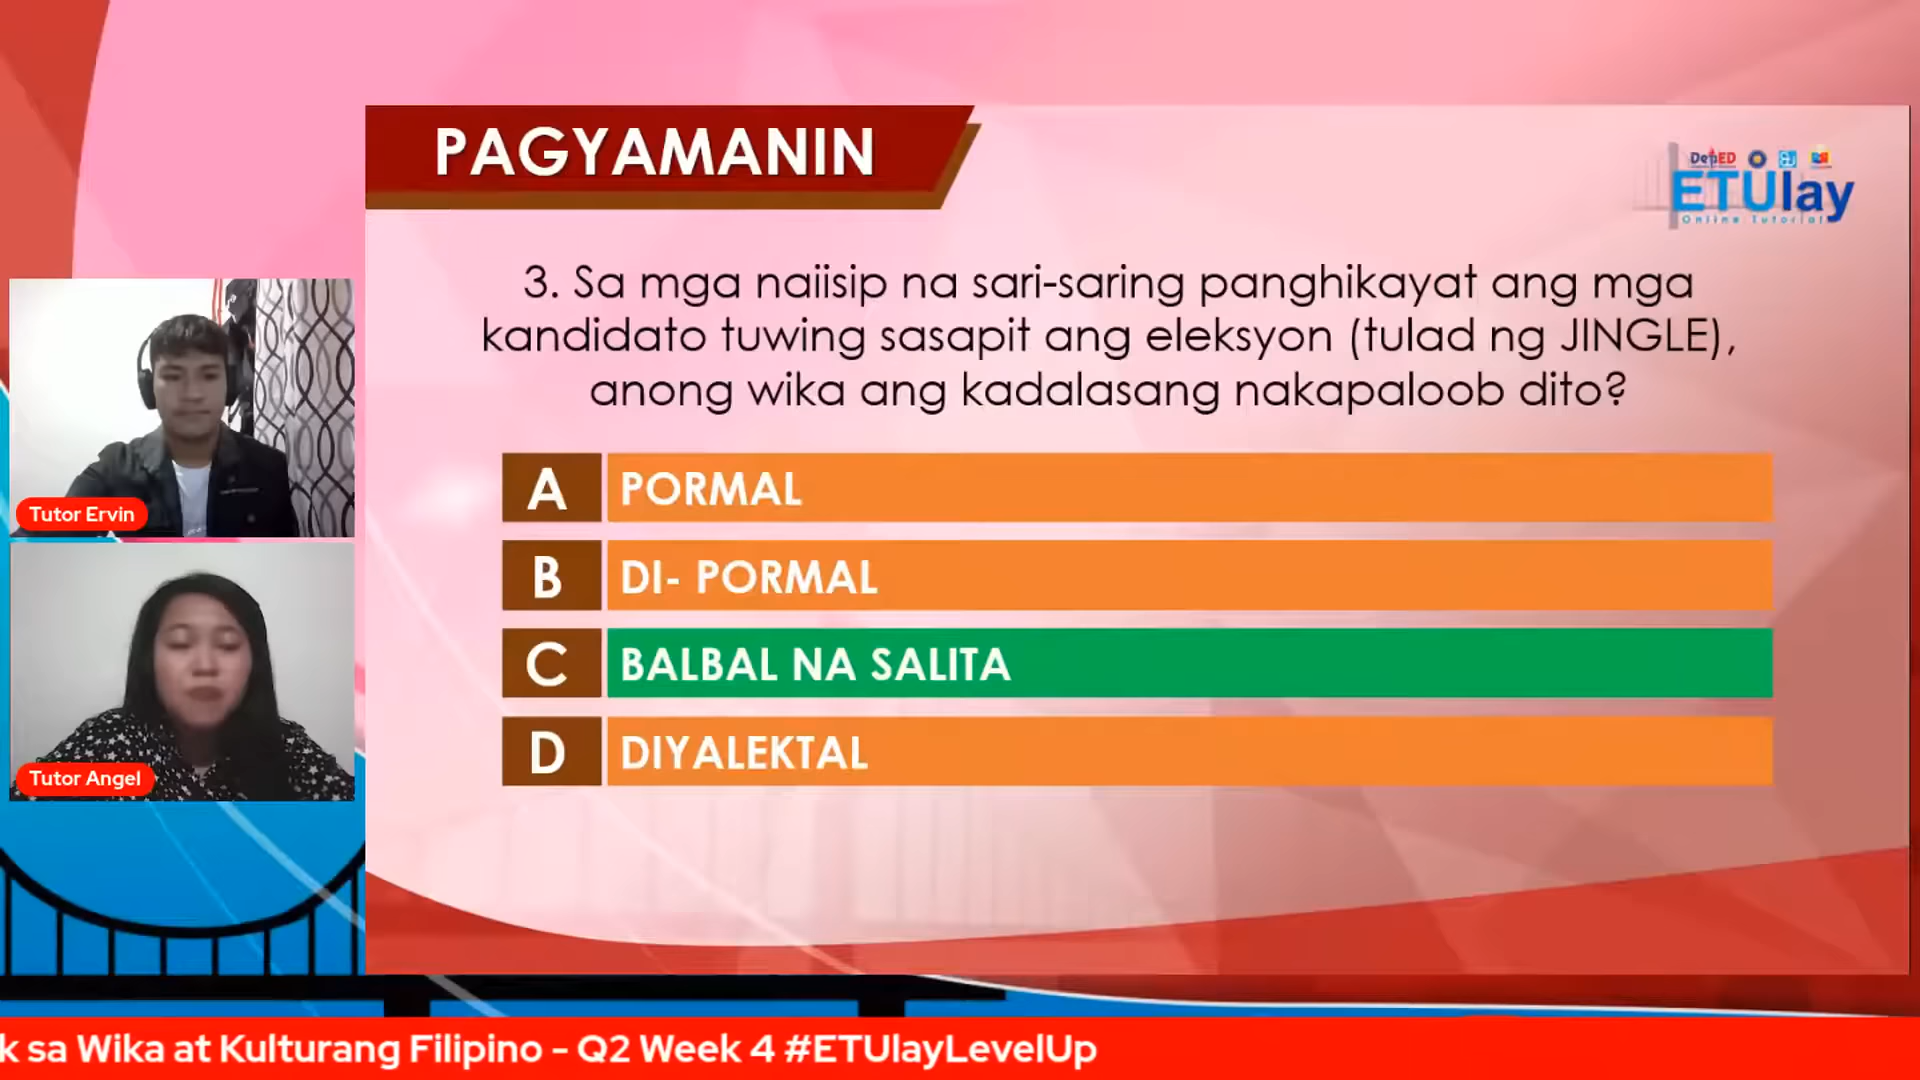 PAGYAMANIN
DepED
ETUlay
Online Tutorial
3. Sa mga naiisip na sari-saring panghikayat ang mga
kandidato tuwing sasapit ang eleksyon (tulad ng JINGLE),
anong wika ang kadalasang nakapaloob dito?
A PORMAL
B DI- PORMAL
C BALBAL NA SALITA
D DIYALEKTAL
Tutor Ervin
Tutor Angel
k sa Wika at Kulturang Filipino - Q2 Week 4 #ETUlayLevelUp